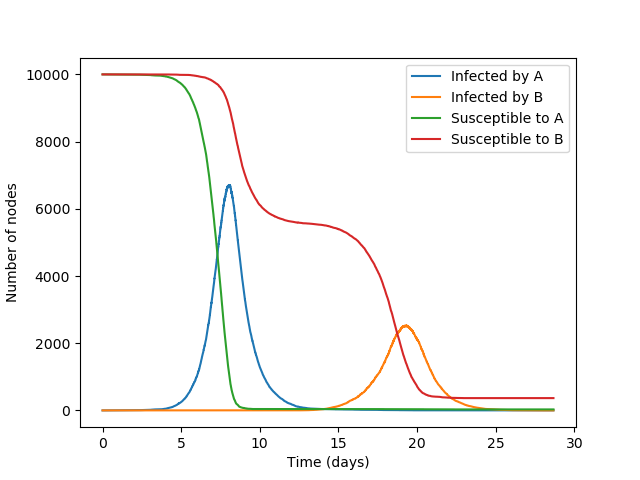 10000
8000
6000
4000
2000
0
Number of nodes
Infected by A
Infected by B
Susceptible to A
Susceptible to B
0 5 10 15 20 25 30
Time (days)